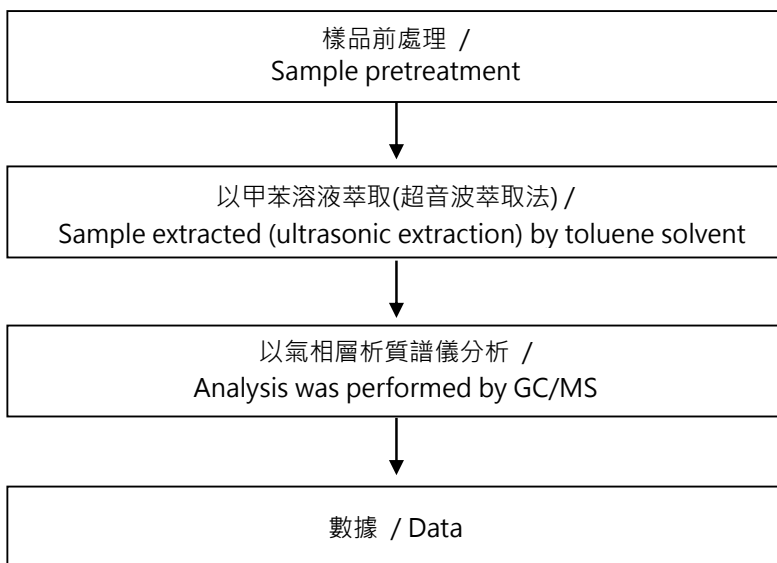 樣品前處理 /
Sample pretreatment
以甲苯溶液萃取(超音波萃取法) /
Sample extracted (ultrasonic extraction) by toluene solvent
以氣相層析質譜儀分析 /
Analysis was performed by GC/MS
數據 / Data